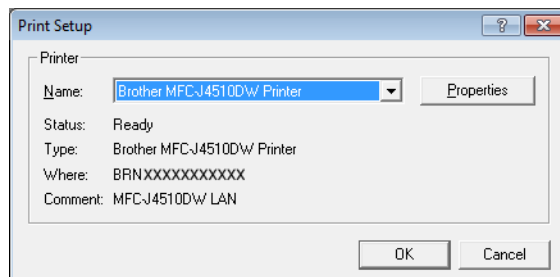 Print Setup
Printer
Name: Brother MFC-J4510DW Printer Properties
Status: Ready
Type: Brother MFC-J4510DW Printer
Where: BRNXXXXXXXXXXX
Comment: MFC-J4510DW LAN
OK Cancel